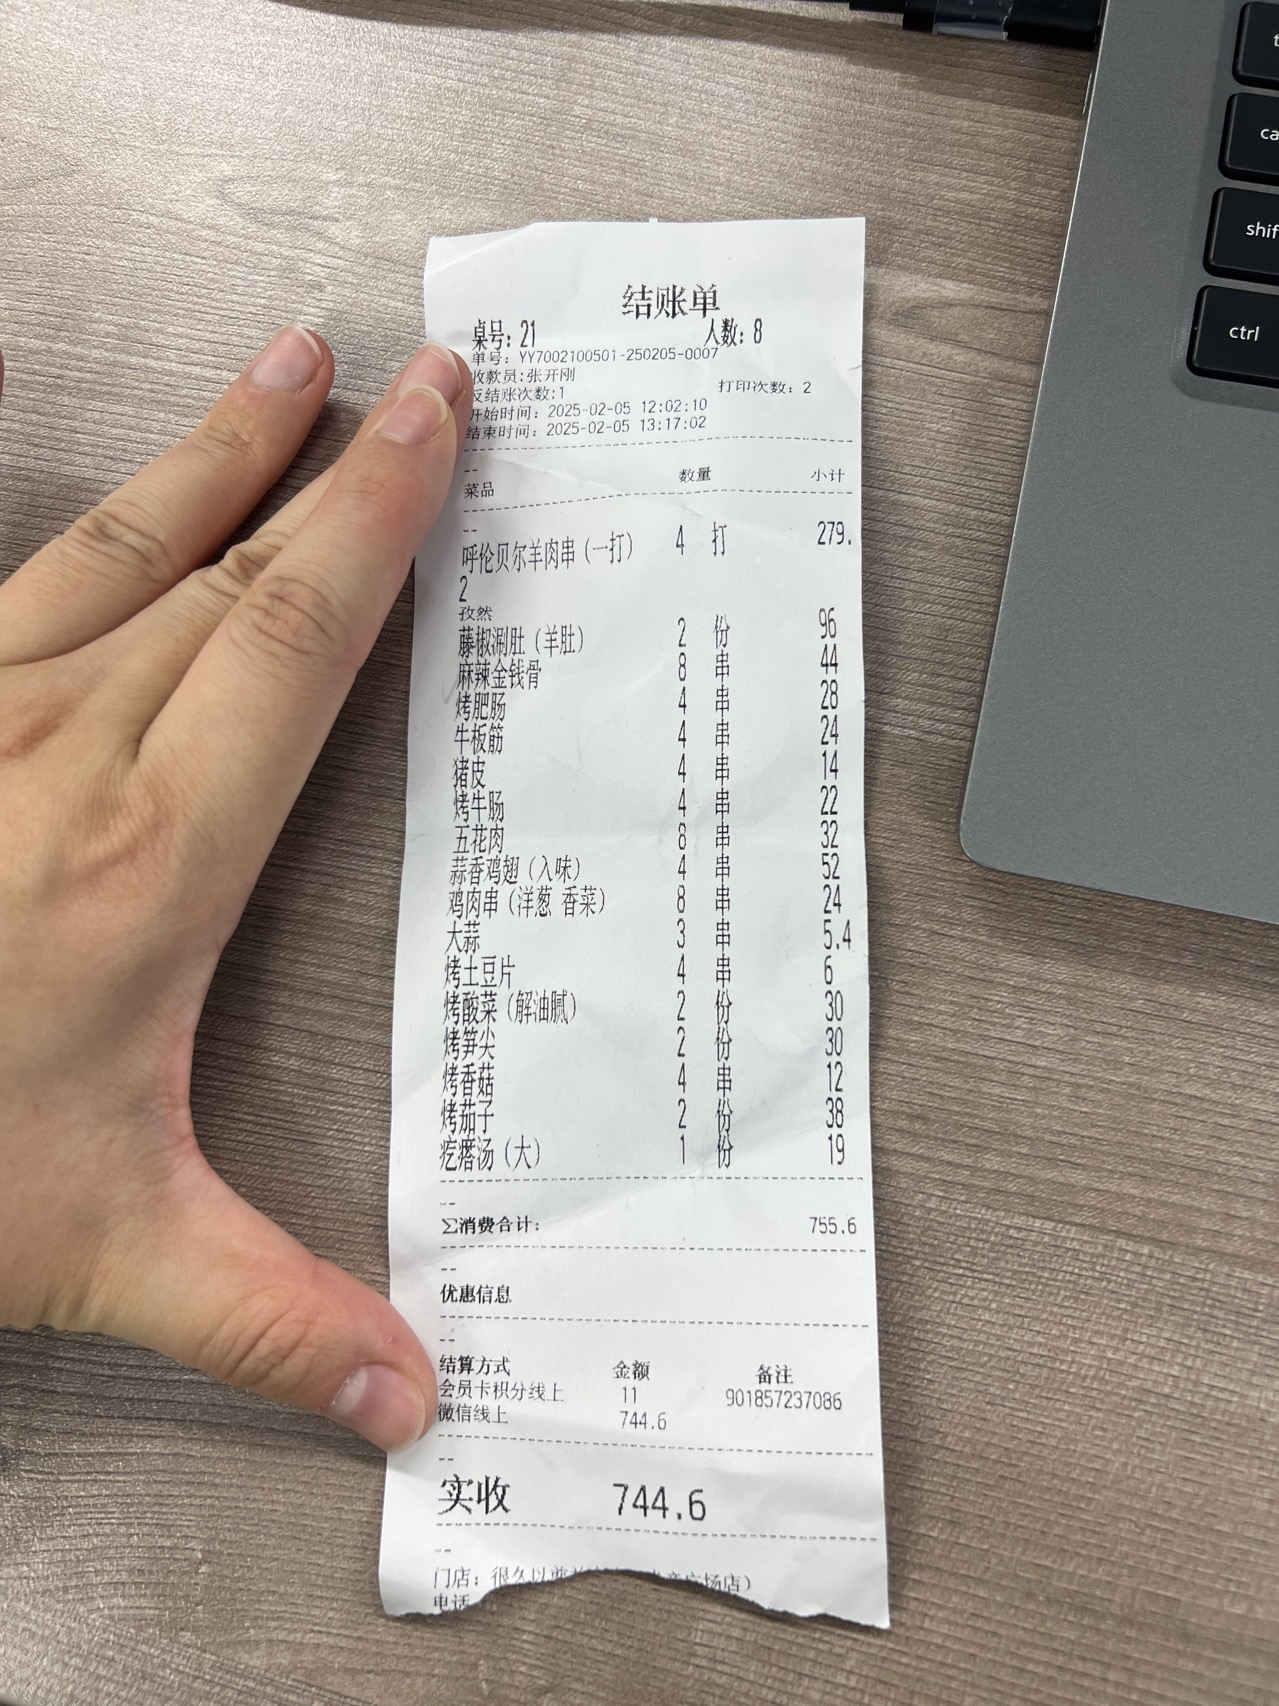 结账单
桌号: 21 人数: 8
单号: YY7002100501-250205-0007
收款员:张开刚
反结账次数:1 打印次数: 2
开始时间: 2025-02-05 12:02:10
结束时间: 2025-02-05 13:17:02
--
菜品 数量 小计
--
呼伦贝尔羊肉串(一打) 4 打 279.
2
孜然
藤椒涮肚(羊肚) 2 份 96
麻辣金钱骨 8 串 44
烤肥肠 4 串 28
牛板筋 4 串 24
猪皮 4 串 14
烤牛肠 4 串 22
五花肉 8 串 32
蒜香鸡翅(入味) 4 串 52
鸡肉串(洋葱 香菜) 8 串 24
大蒜 3 串 5.4
烤土豆片 4 串 6
烤酸菜(解油腻) 2 份 30
烤笋尖 2 份 30
烤香菇 4 串 12
烤茄子 2 份 38
疙瘩汤(大) 1 份 19
--
∑消费合计: 755.6
--
优惠信息
--
结算方式 金额 备注
会员卡积分线上 11 901857237086
微信线上 744.6
--
实收 744.6
--
门店: 很久以前 广场店)
电话
t
ca
shif
ctrl